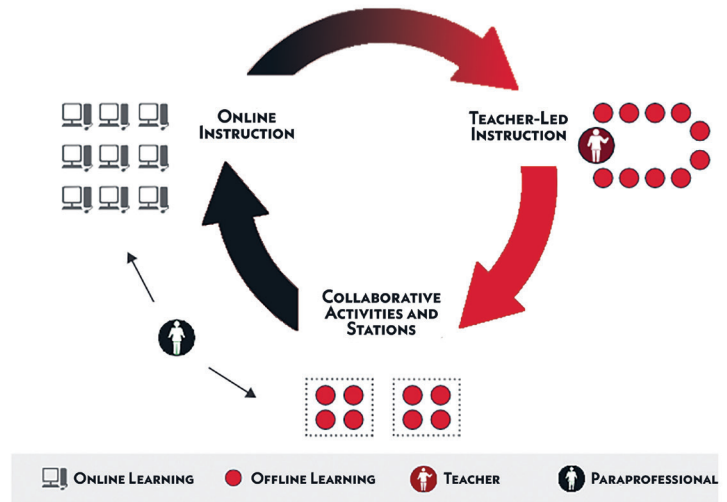 ONLINE
INSTRUCTION
TEACHER-LED
INSTRUCTION
COLLABORATIVE
ACTIVITIES AND
STATIONS
ONLINE LEARNING
OFFLINE LEARNING
TEACHER
PARAPROFESSIONAL